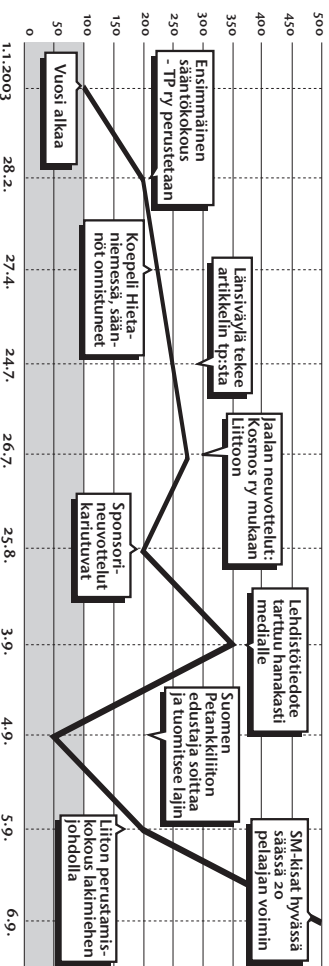 500
450
400
350
300
250
200
150
100
50
0
1.1.2003
28.2.
27.4.
24.7.
26.7.
25.8.
3.9.
4.9.
5.9.
6.9.
Vuosi alkaa
Ensimmäinen
sääntökokous
- TP ry perustetaan
Koepeli Hieta-
niemessä, sään-
nöt onnistuneet
Länsiväylä tekee
artikkelin tp:sta
Jaalan neuvottelut:
Kosmos ry mukaan
Liittoon
Sponsori-
neuvottelut
kariutuvat
Lehdistötiedote:
tarttuu hanakasti
medialle
Suomen
Petankkiliiton
edustaja soittaa
ja tuomitsee lajin
Liiton perustamis-
kokous lakimiehen
johdolla
SM-kisat hyvässä
säässä 20
pelaajan voimin